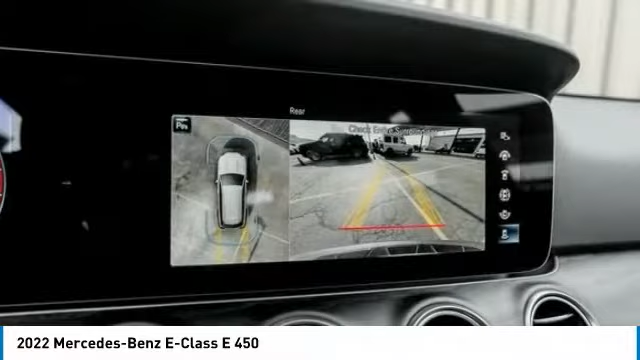 Rear
Check Entire Surroundings
2022 Mercedes-Benz E-Class E 450